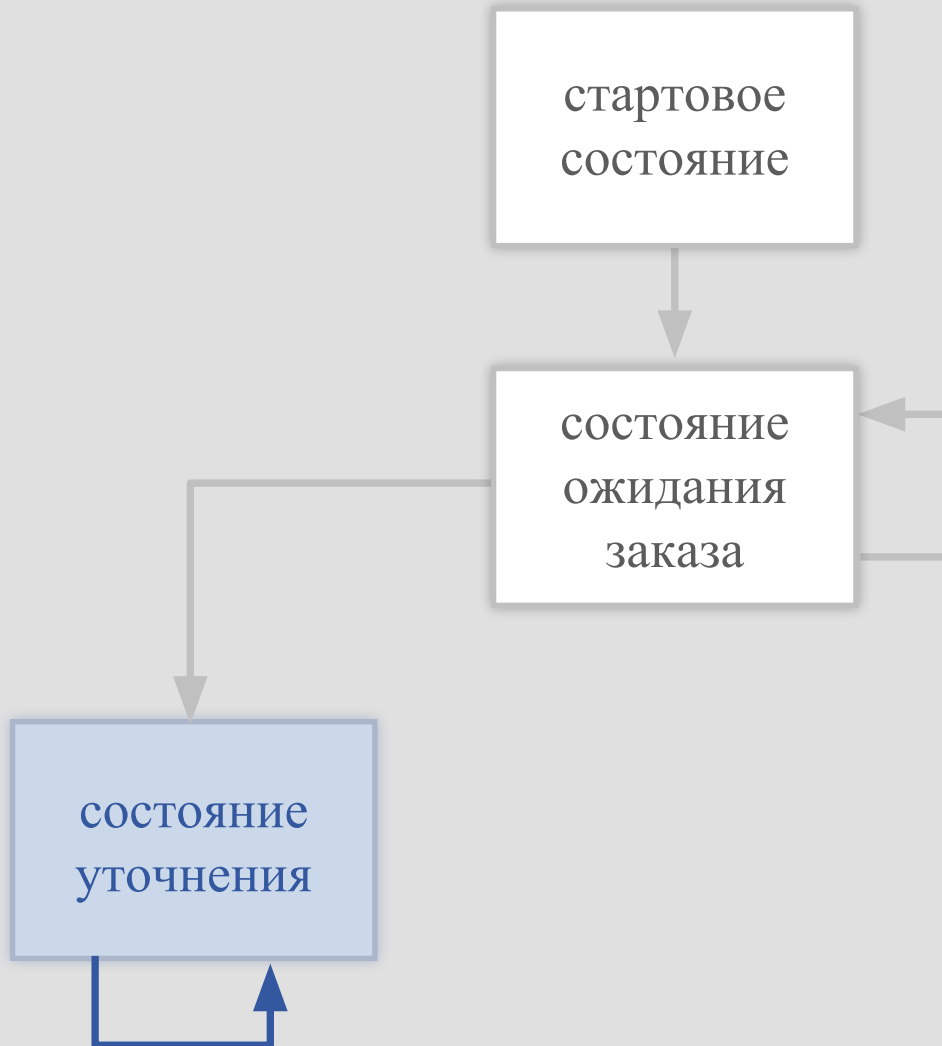 стартовое
состояние
состояние
ожидания
заказа
состояние
уточнения